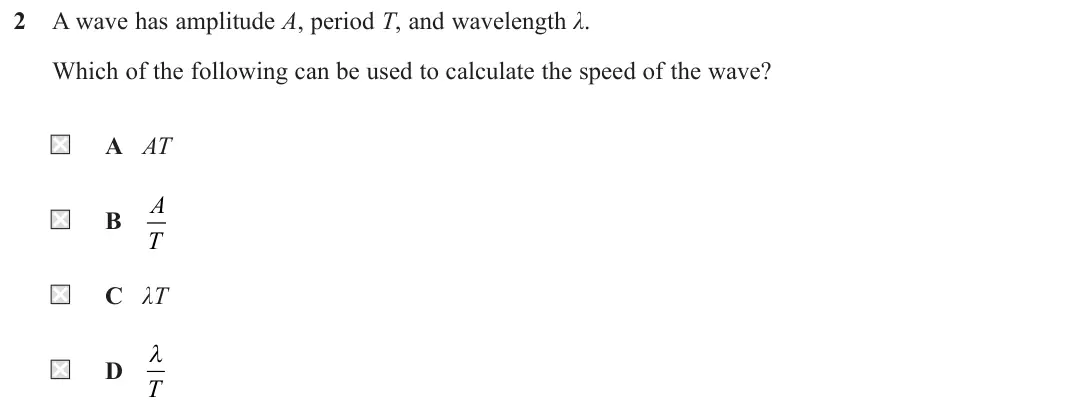 2 A wave has amplitude A, period T, and wavelength λ.
Which of the following can be used to calculate the speed of the wave?
A AT
B A/T
C λT
D λ/T